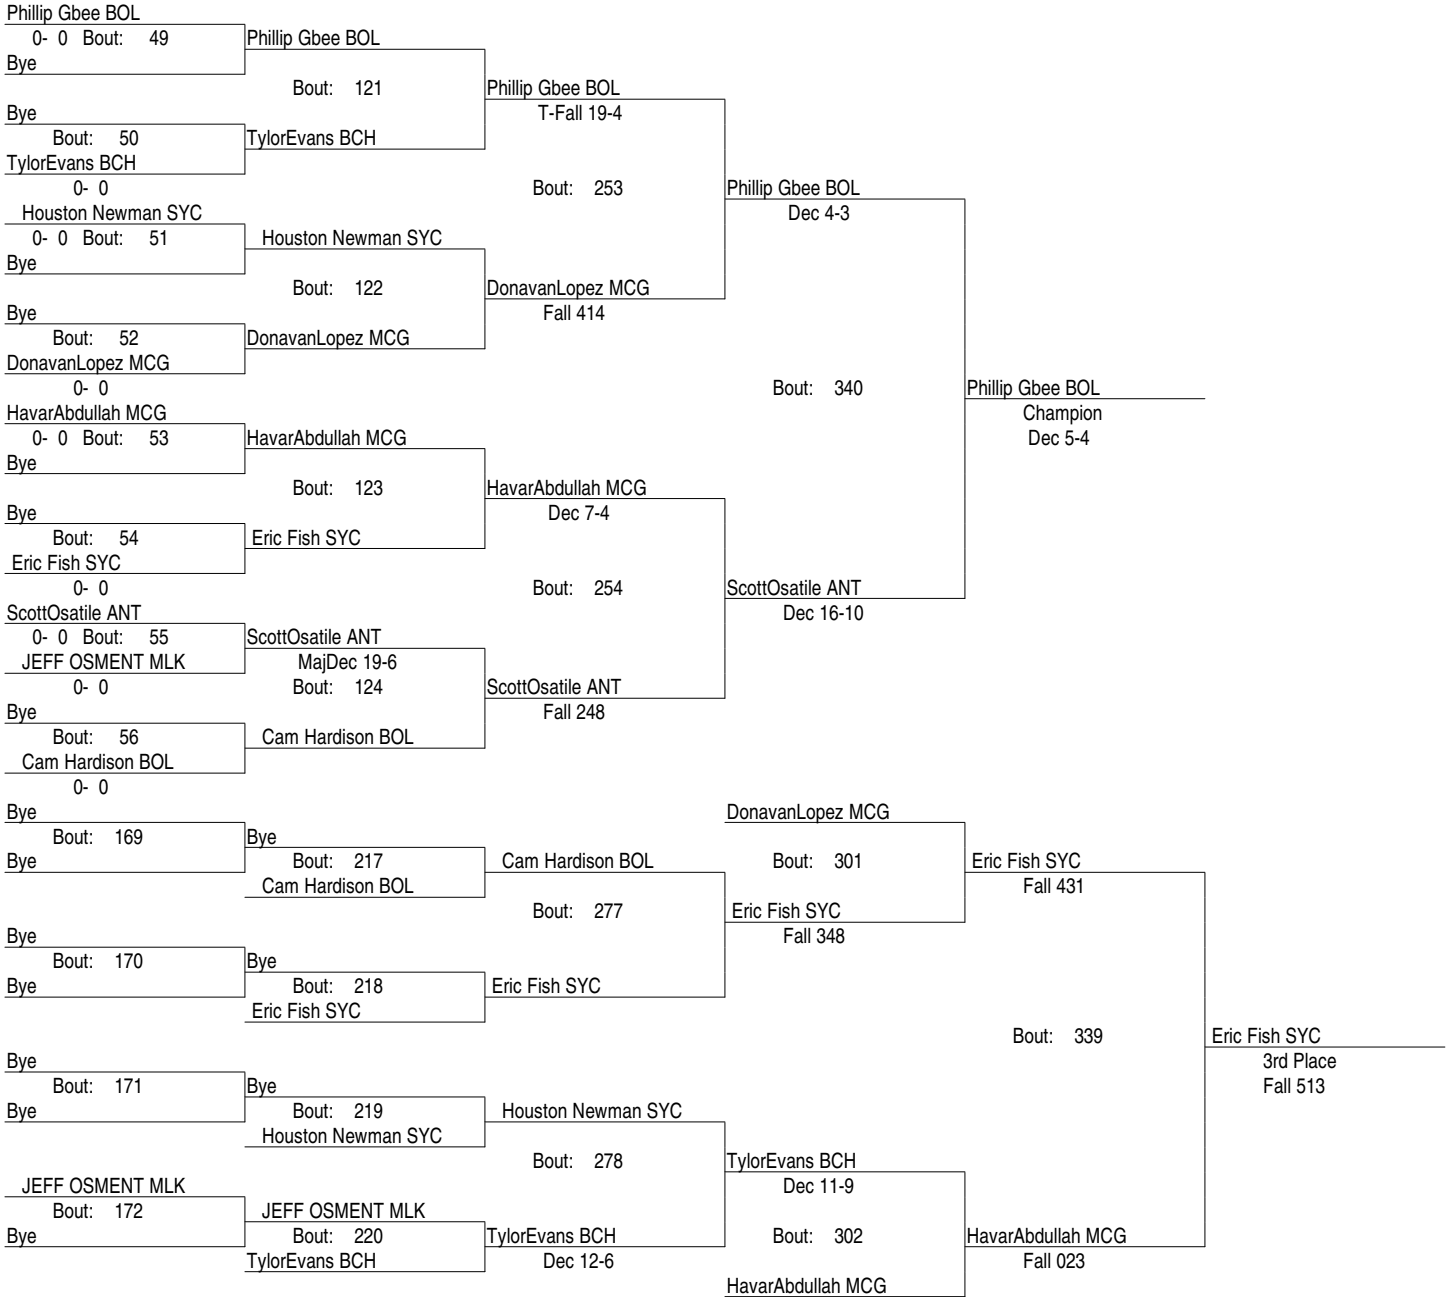 Phillip Gbee BOL
0- 0 Bout: 49 Phillip Gbee BOL
Bye
Bout: 121 Phillip Gbee BOL
Bye T-Fall 19-4
Bout: 50 TylorEvans BCH
TylorEvans BCH
0- 0 Bout: 253 Phillip Gbee BOL
Houston Newman SYC Dec 4-3
0- 0 Bout: 51 Houston Newman SYC
Bye
Bout: 122 DonavanLopez MCG
Bye Fall 414
Bout: 52 DonavanLopez MCG
DonavanLopez MCG
0- 0 Bout: 340 Phillip Gbee BOL
HavarAbdullah MCG Champion
0- 0 Bout: 53 HavarAbdullah MCG Dec 5-4
Bye
Bout: 123 HavarAbdullah MCG
Bye Dec 7-4
Bout: 54 Eric Fish SYC
Eric Fish SYC
0- 0 Bout: 254 ScottOsatile ANT
ScottOsatile ANT Dec 16-10
0- 0 Bout: 55 ScottOsatile ANT
JEFF OSMENT MLK MajDec 19-6
0- 0 Bout: 124 ScottOsatile ANT
Bye Fall 248
Bout: 56 Cam Hardison BOL
Cam Hardison BOL
0- 0
Bye DonavanLopez MCG
Bout: 169 Bye
Bye Bout: 217 Cam Hardison BOL Bout: 301 Eric Fish SYC
Cam Hardison BOL Fall 431
Bout: 277 Eric Fish SYC
Bye Fall 348
Bout: 170 Bye
Bye Bout: 218 Eric Fish SYC
Eric Fish SYC
Bout: 339 Eric Fish SYC
Bye 3rd Place
Bout: 171 Bye Fall 513
Bye Bout: 219 Houston Newman SYC
Houston Newman SYC
Bout: 278 TylorEvans BCH
JEFF OSMENT MLK Dec 11-9
Bout: 172 JEFF OSMENT MLK
Bye Bout: 220 TylorEvans BCH Bout: 302 HavarAbdullah MCG
TylorEvans BCH Dec 12-6 Fall 023
HavarAbdullah MCG